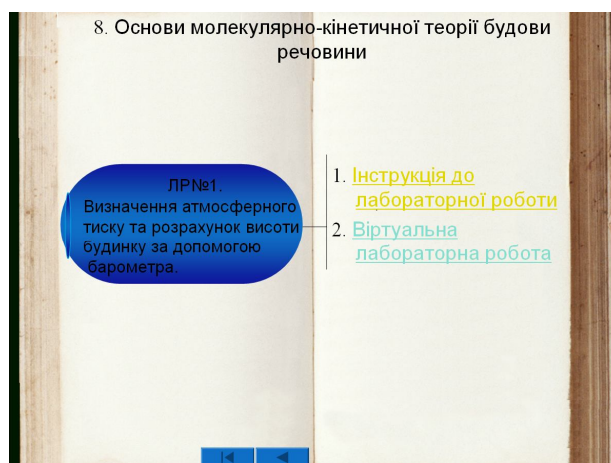 8. Основи молекулярно-кінетичної теорії будови
речовини
ЛР№1.
Визначення атмосферного
тиску та розрахунок висоти
будинку за допомогою
барометра.
1. Інструкція до
лабораторної роботи
2. Віртуальна
лабораторна робота